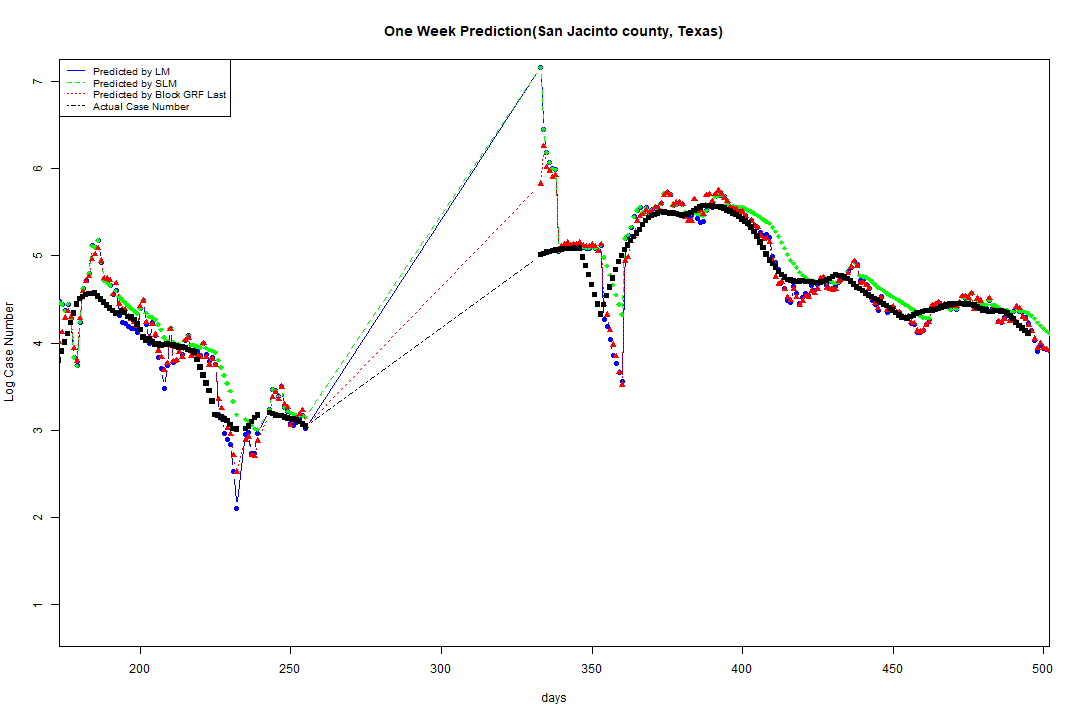 One Week Prediction(San Jacinto county, Texas)
Predicted by LM
Predicted by SLM
Predicted by Block GRF Last
Actual Case Number
7
6
5
4
3
2
1
Log Case Number
200 250 300 350 400 450 500
days